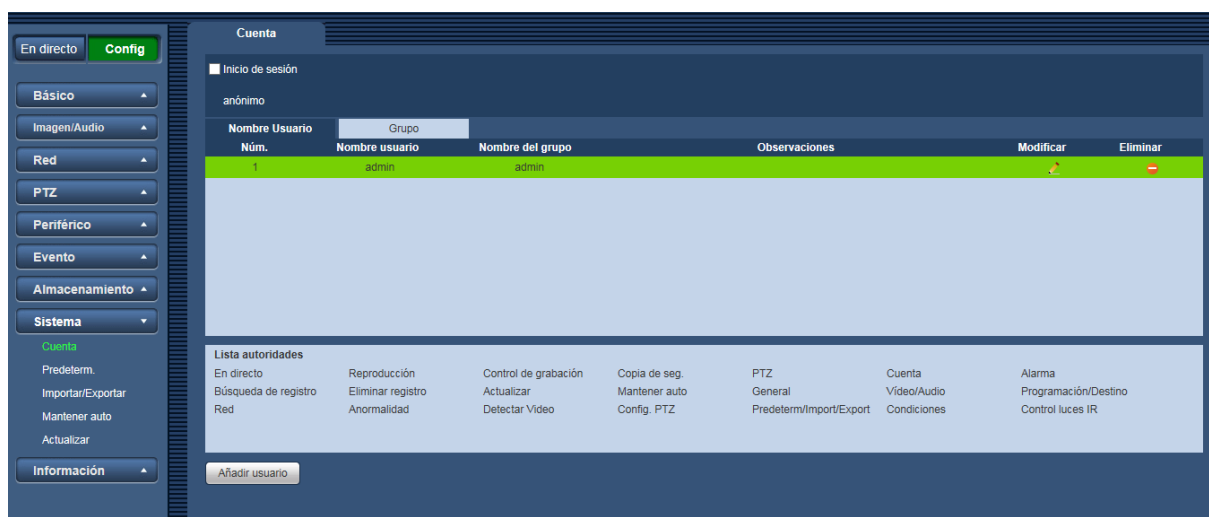 En directo Config
Básico
Imagen/Audio
Red
PTZ
Periférico
Evento
Almacenamiento
Sistema
Cuenta
Predeterm.
Importar/Exportar
Mantener auto
Actualizar
Información
Cuenta
Inicio de sesión
anónimo
Nombre Usuario Grupo
Núm. Nombre usuario Nombre del grupo Observaciones Modificar Eliminar
1 admin admin
Lista autoridades
En directo Reproducción Control de grabación Copia de seg. PTZ Cuenta Alarma
Búsqueda de registro Eliminar registro Actualizar Mantener auto General Vídeo/Audio Programación/Destino
Red Anormalidad Detectar Video Config. PTZ Predeterm/Import/Export Condiciones Control luces IR
Añadir usuario